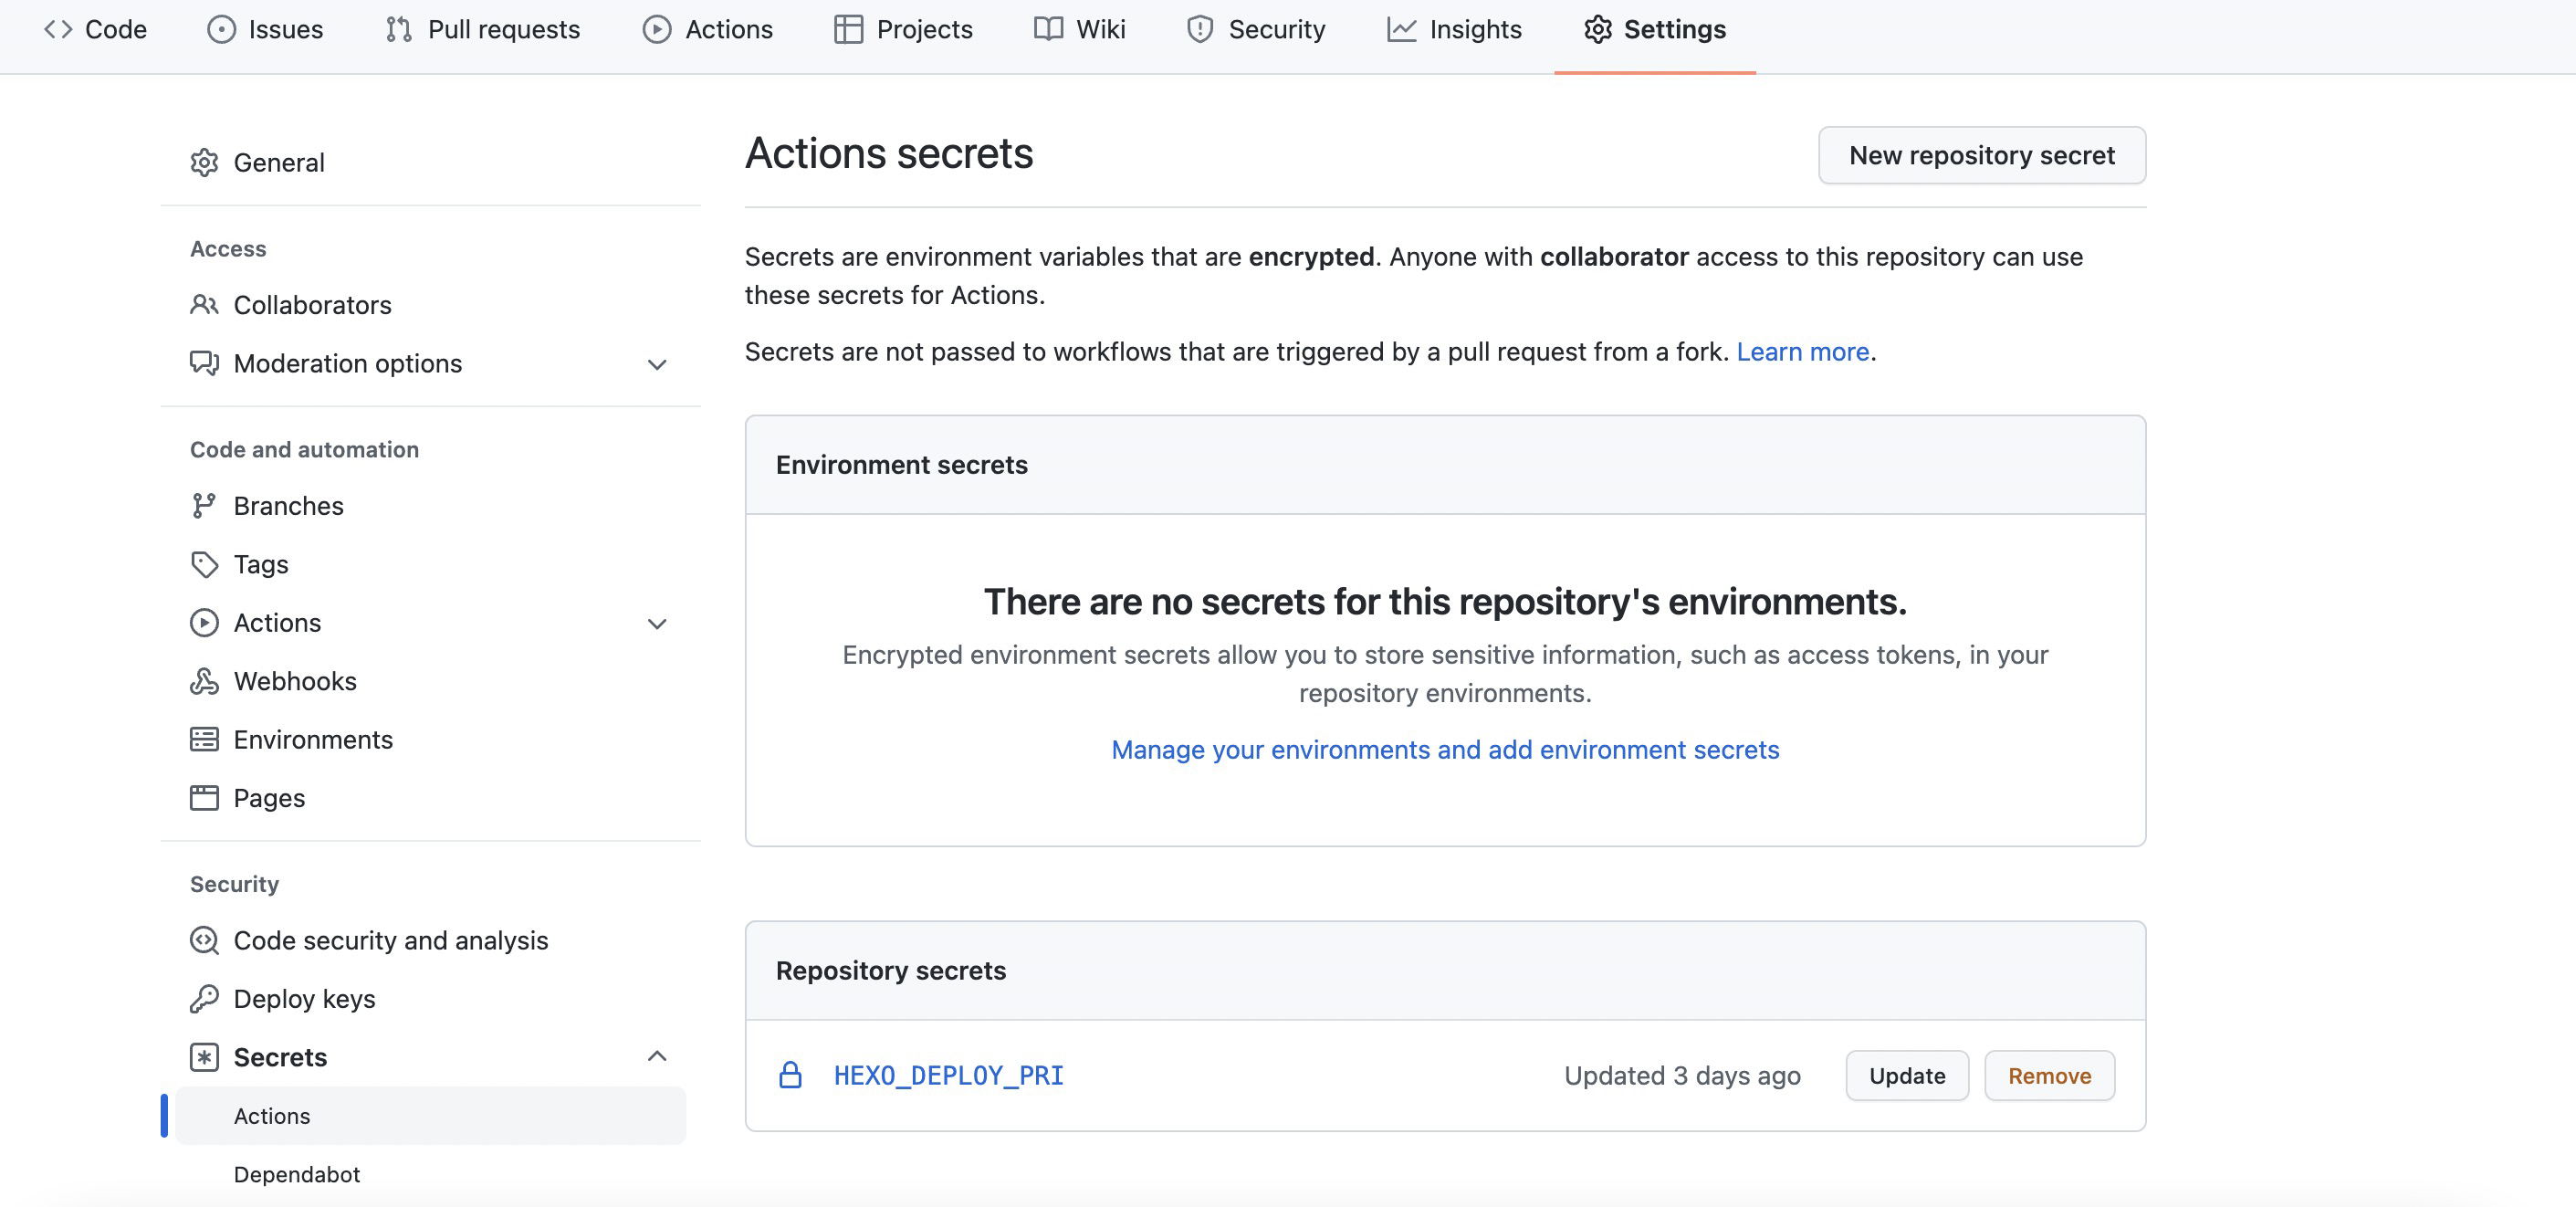 Code Issues Pull requests Actions Projects Wiki Security Insights Settings
General
Access
Collaborators
Moderation options
Code and automation
Branches
Tags
Actions
Webhooks
Environments
Pages
Security
Code security and analysis
Deploy keys
Secrets
Actions
Dependabot
Actions secrets
New repository secret
Secrets are environment variables that are encrypted. Anyone with collaborator access to this repository can use
these secrets for Actions.
Secrets are not passed to workflows that are triggered by a pull request from a fork. Learn more.
Environment secrets
There are no secrets for this repository's environments.
Encrypted environment secrets allow you to store sensitive information, such as access tokens, in your
repository environments.
Manage your environments and add environment secrets
Repository secrets
HEXO_DEPLOY_PRI Updated 3 days ago Update Remove